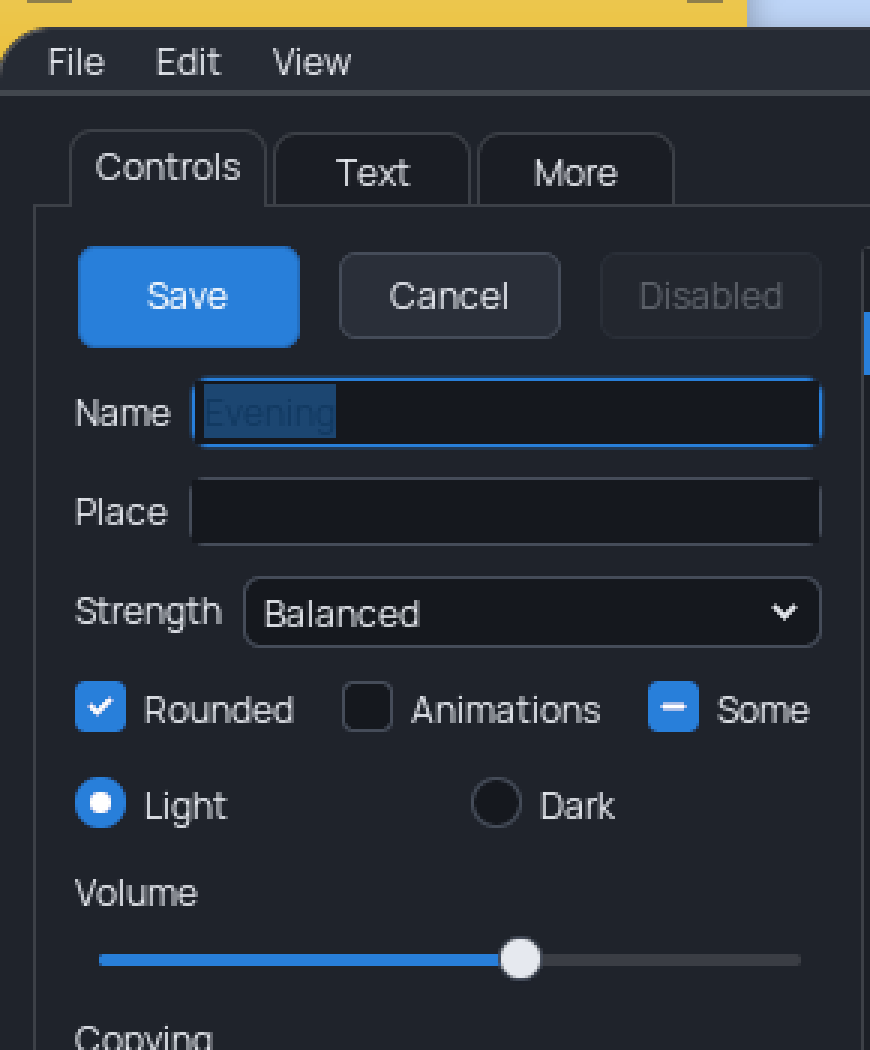 File Edit View
Controls Text More
Save Cancel Disabled
Name Evening
Place
Strength Balanced
Rounded Animations Some
Light Dark
Volume
Copying